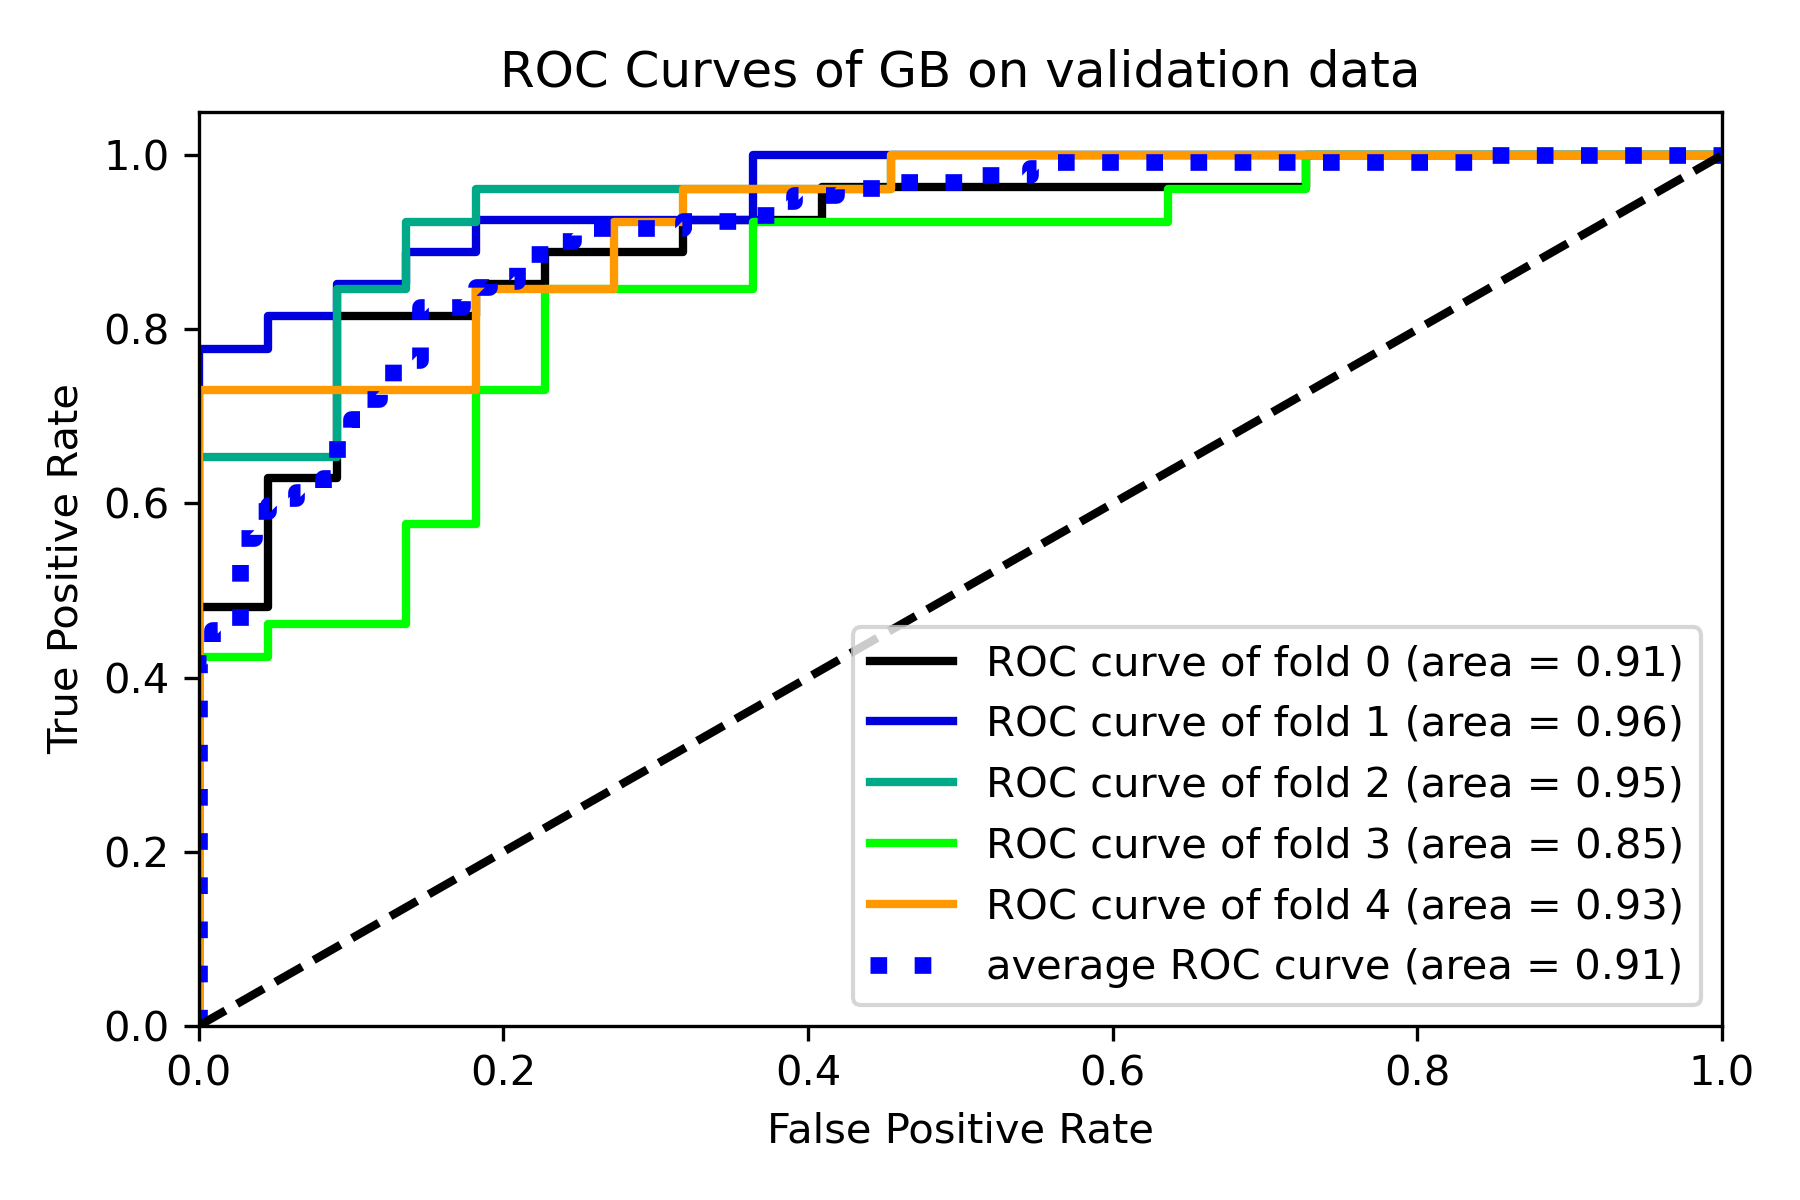 ROC Curves of GB on validation data
1.0
0.8
0.6
0.4
0.2
0.0
True Positive Rate
ROC curve of fold 0 (area = 0.91)
ROC curve of fold 1 (area = 0.96)
ROC curve of fold 2 (area = 0.95)
ROC curve of fold 3 (area = 0.85)
ROC curve of fold 4 (area = 0.93)
average ROC curve (area = 0.91)
0.0 0.2 0.4 0.6 0.8 1.0
False Positive Rate